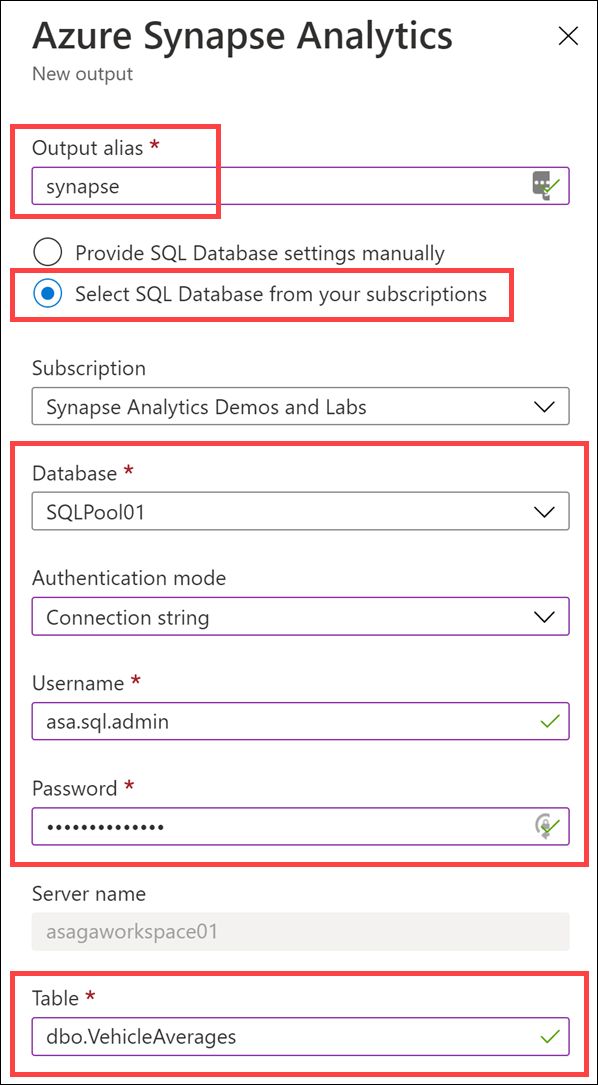 Azure Synapse Analytics
New output
Output alias *
synapse
Provide SQL Database settings manually
Select SQL Database from your subscriptions
Subscription
Synapse Analytics Demos and Labs
Database *
SQLPool01
Authentication mode
Connection string
Username *
asa.sql.admin
Password *
••••••••••••••
Server name
asagaworkspace01
Table *
dbo.VehicleAverages